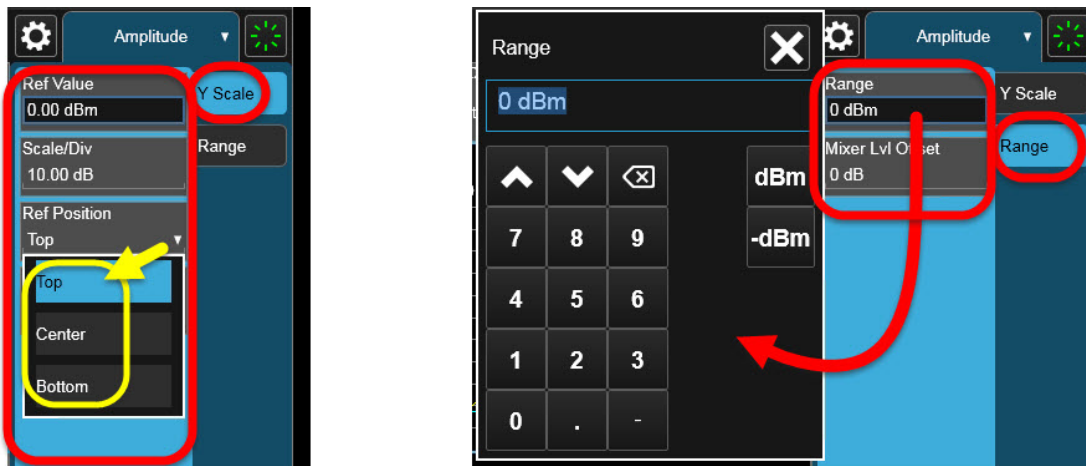 Amplitude
Ref Value
0.00 dBm
Scale/Div
10.00 dB
Ref Position
Top
Top
Center
Bottom
Y Scale
Range
Range
0 dBm
dBm
7 8 9 -dBm
4 5 6
1 2 3
0 . -
Amplitude
Range
0 dBm
Mixer Lvl Offset
0 dB
Y Scale
Range